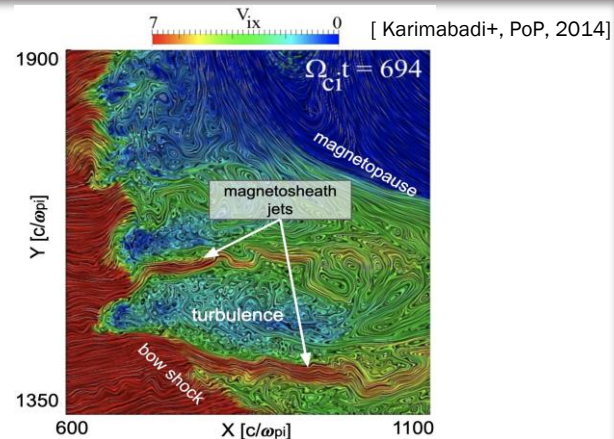 V_ix
7 0
[ Karimabadi+, PoP, 2014]
1900
Ω_ci t = 694
magnetopause
magnetosheath
jets
Y [c/ω_pi]
turbulence
bow shock
1350
600 X [c/ω_pi] 1100